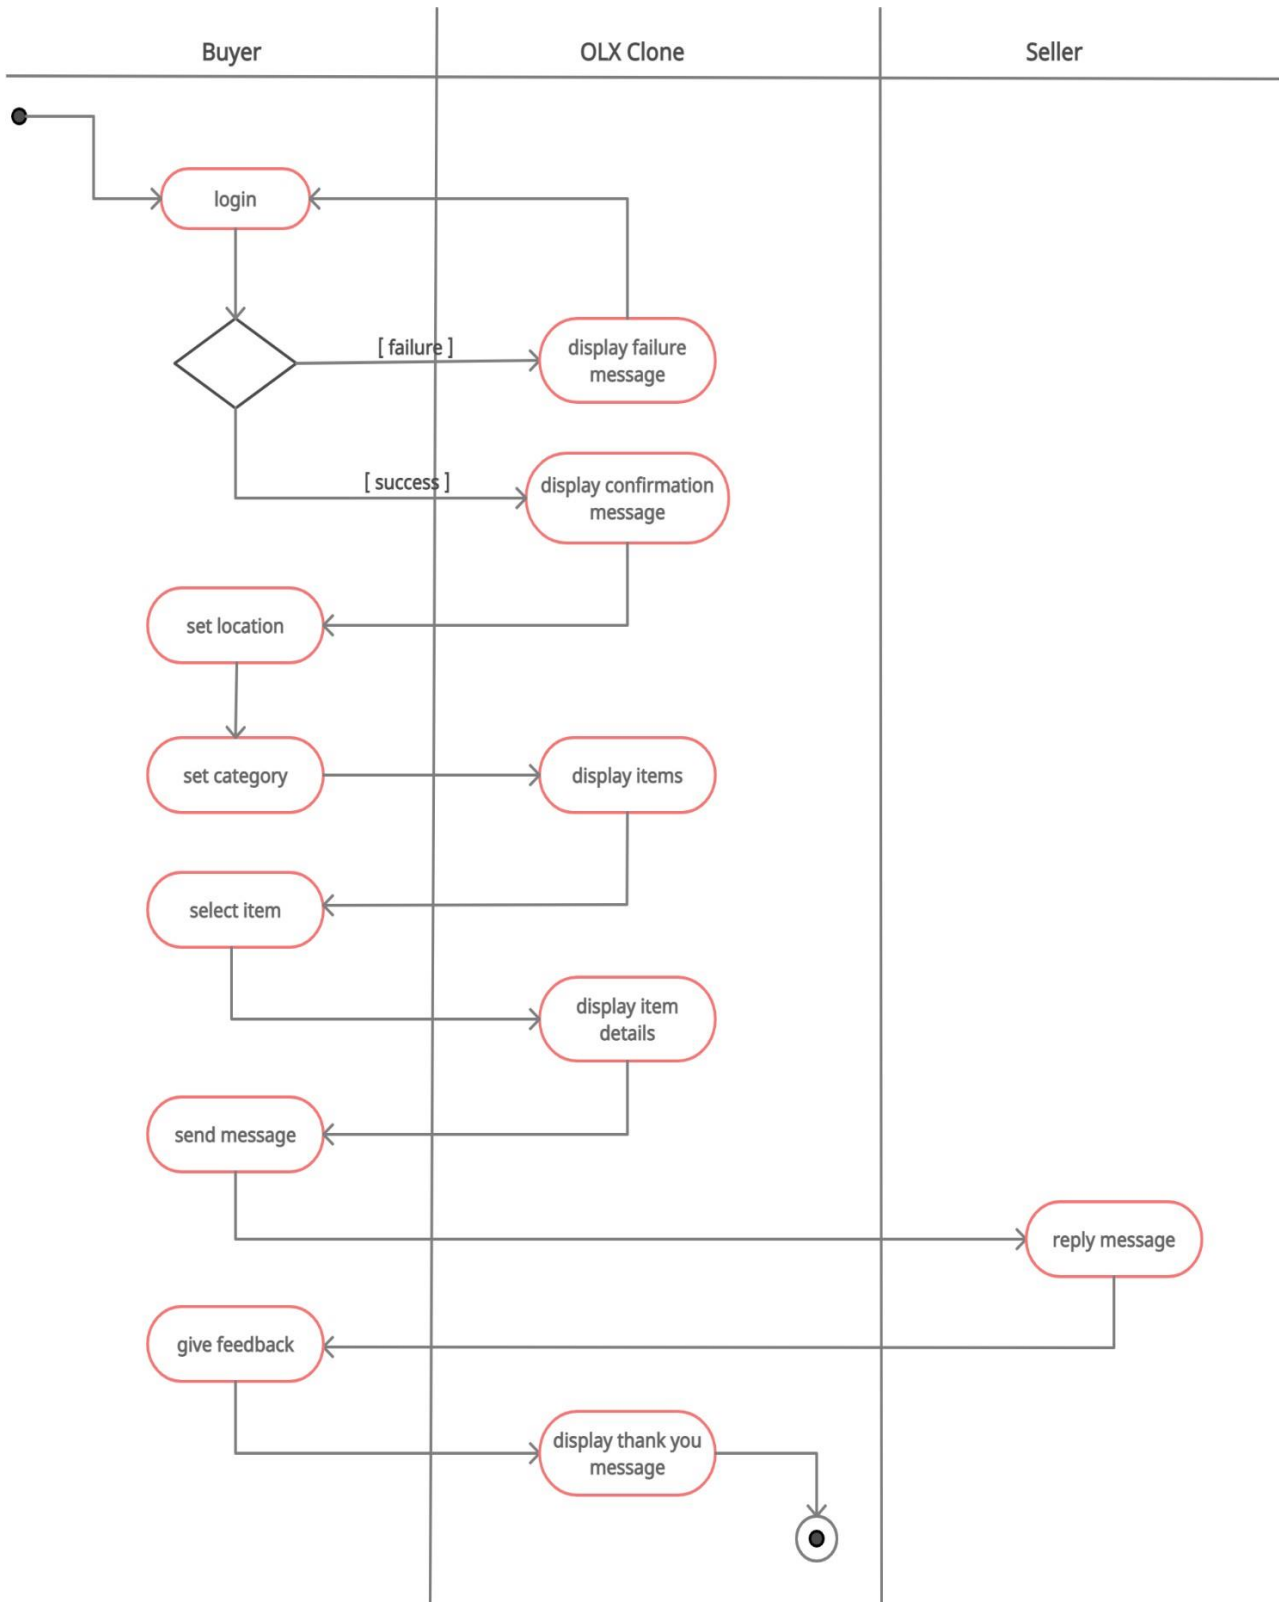 Buyer
OLX Clone
Seller
login
[ failure ]
display failure
message
[ success ]
display confirmation
message
set location
set category
display items
select item
display item
details
send message
reply message
give feedback
display thank you
message